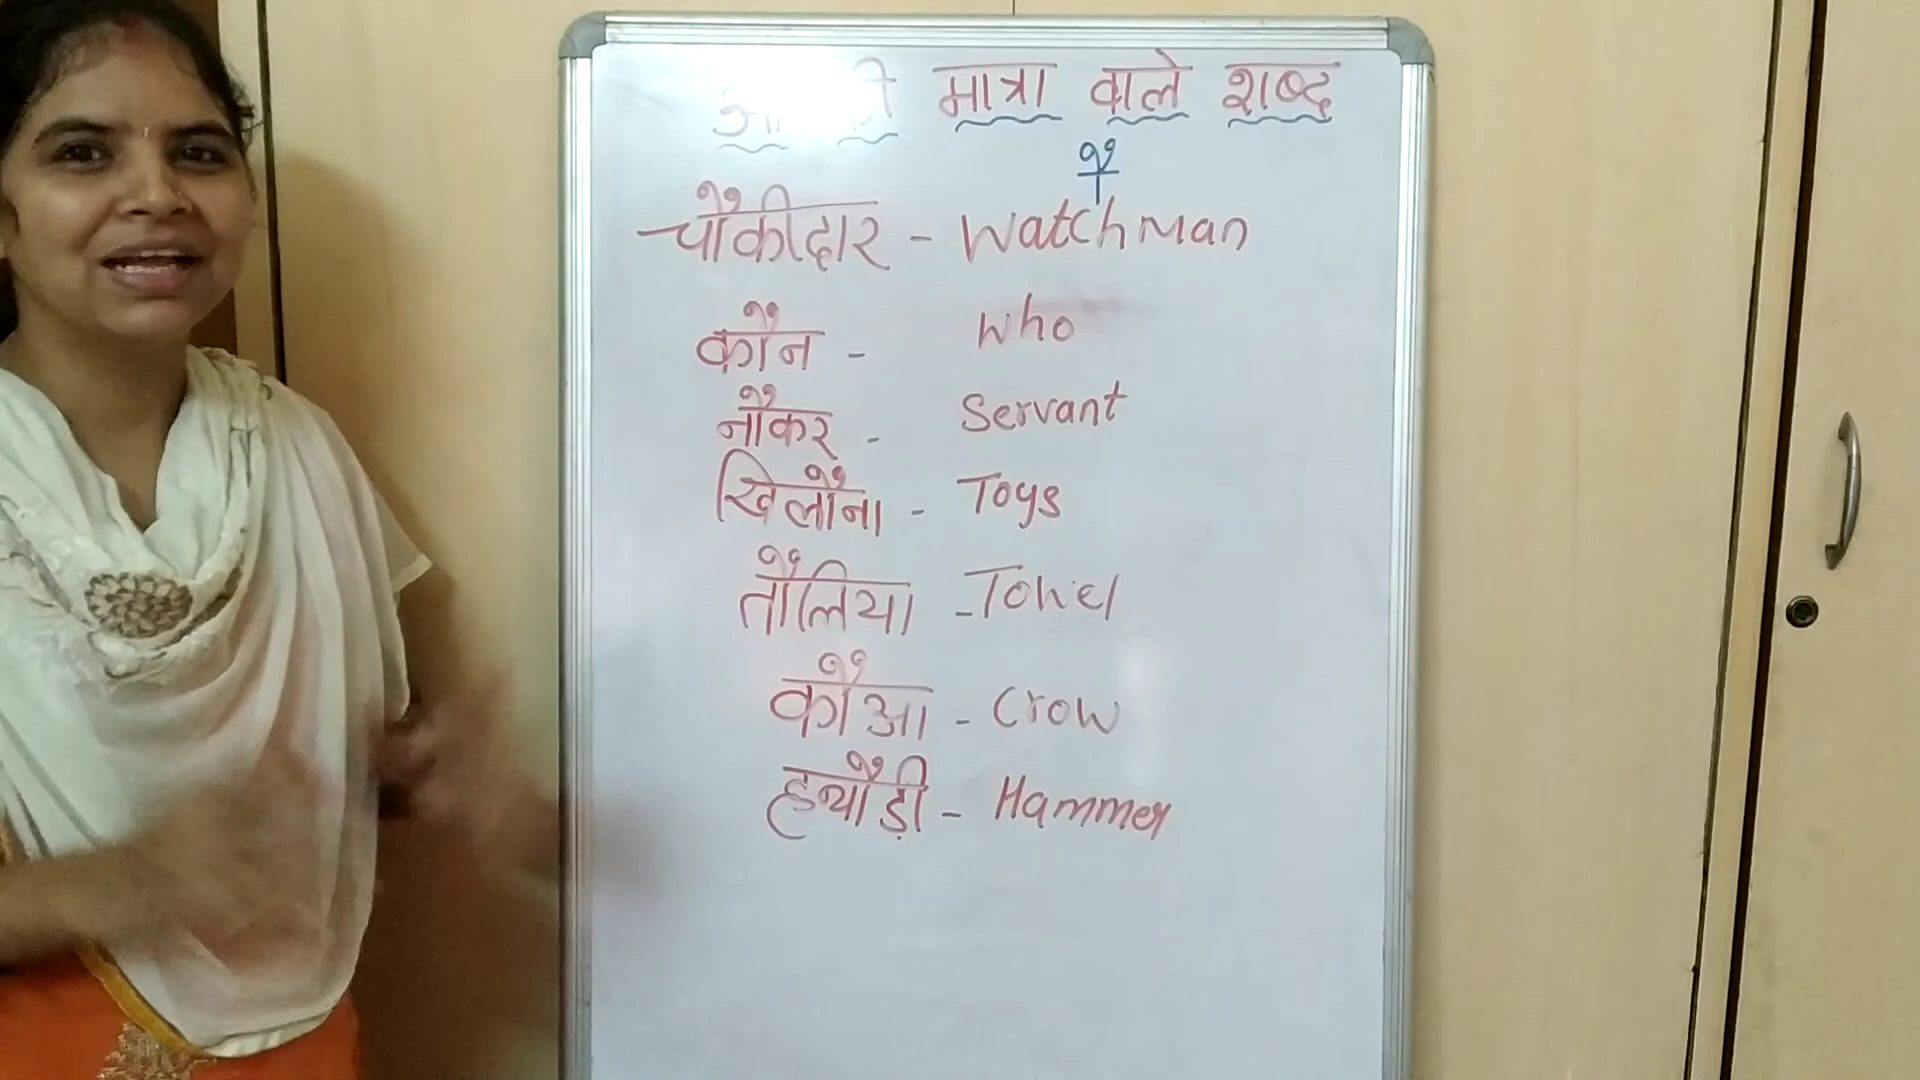 की मात्रा वाले शब्द
ौ
चौकीदार - Watchman
कौन - Who
नौकर - Servant
खिलौना - Toys
तौलिया - Towel
कौआ - Crow
हथौड़ी - Hammer